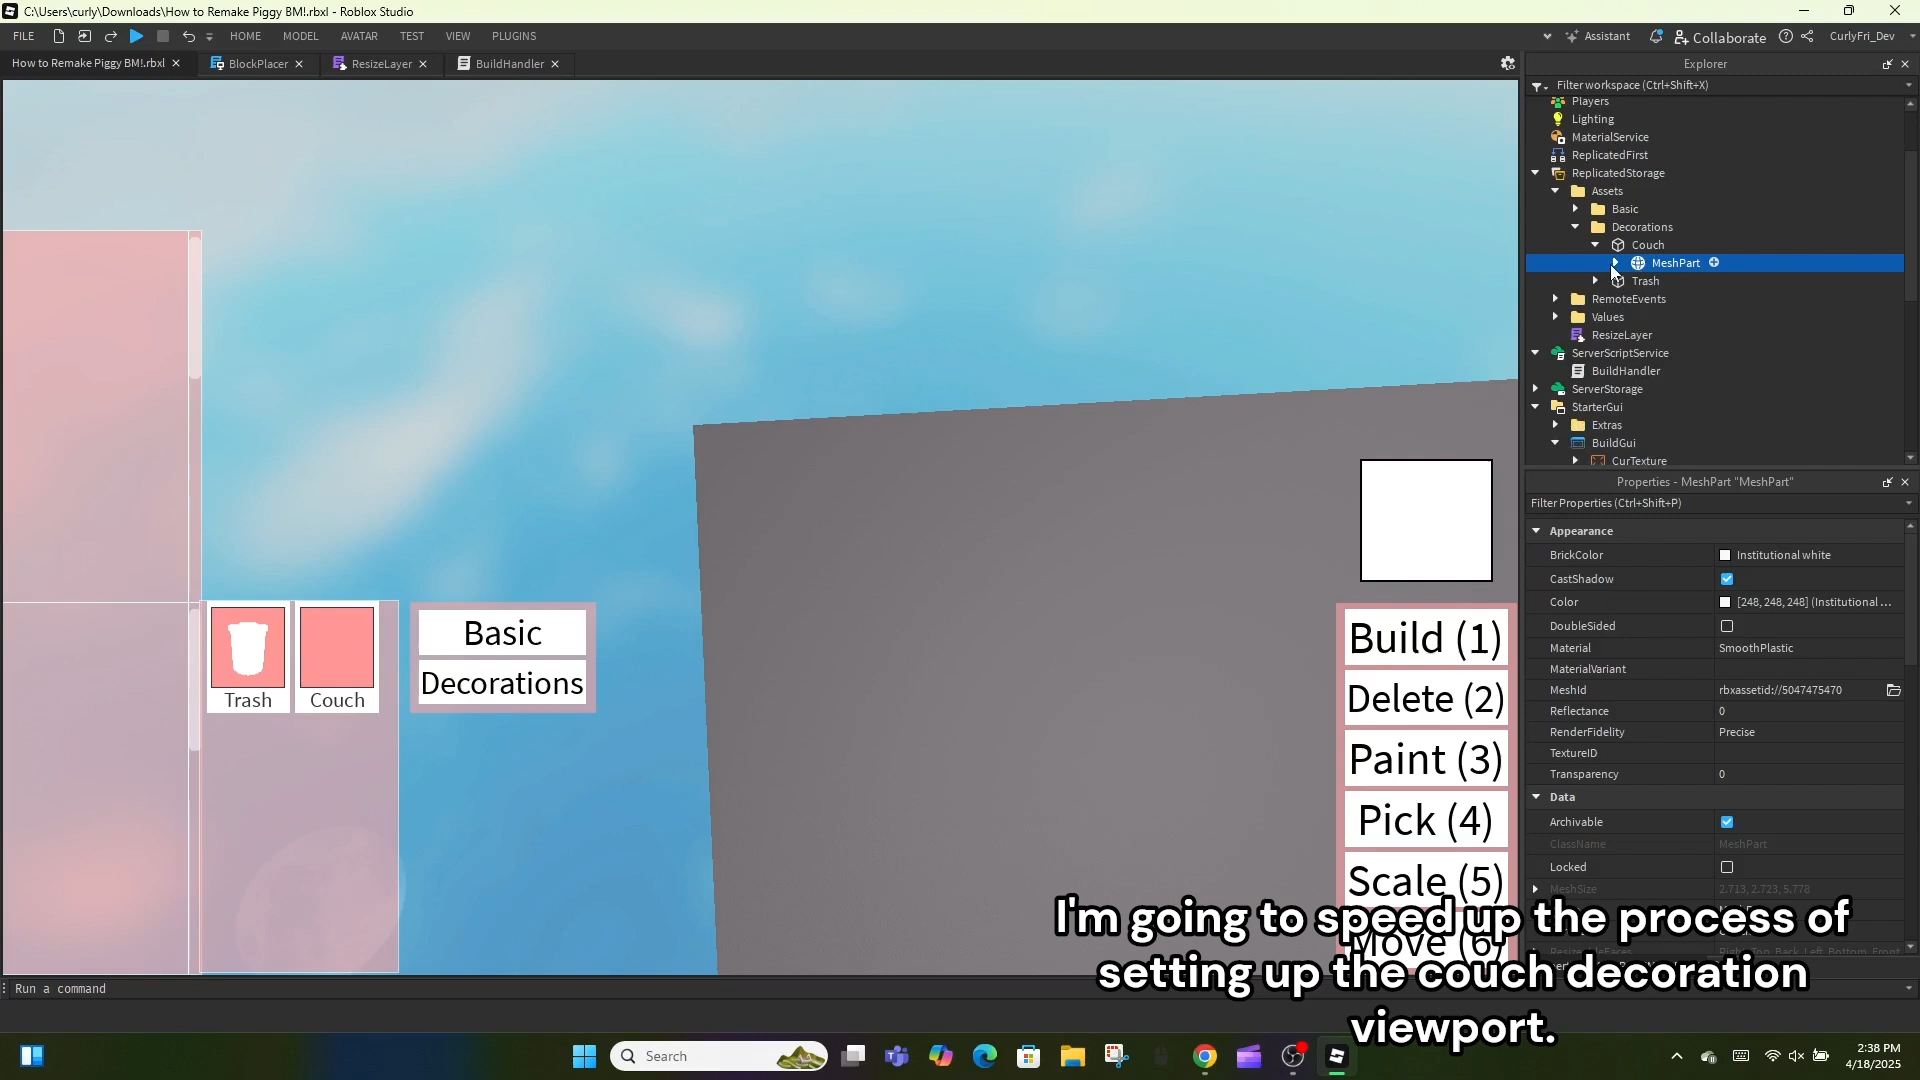 C:\Users\curly\Downloads\How to Remake Piggy BM!.rbxl - Roblox Studio
FILE HOME MODEL AVATAR TEST VIEW PLUGINS Assistant Collaborate CurlyFri_Dev
How to Remake Piggy BM!.rbxl BlockPlacer ResizeLayer BuildHandler
Explorer
Filter workspace (Ctrl+Shift+X)
Players
Lighting
MaterialService
ReplicatedFirst
ReplicatedStorage
Assets
Basic
Decorations
Couch
MeshPart
Trash
RemoteEvents
Values
ResizeLayer
ServerScriptService
BuildHandler
ServerStorage
StarterGui
Extras
BuildGui
CurTexture
Properties - MeshPart "MeshPart"
Filter Properties (Ctrl+Shift+P)
Appearance
BrickColor Institutional white
CastShadow
Color [248, 248, 248] (Institutional ...
DoubleSided
Material SmoothPlastic
MaterialVariant
MeshId rbxassetid://5047475470
Reflectance 0
RenderFidelity Precise
TextureID
Transparency 0
Data
Archivable
ClassName MeshPart
Locked
MeshSize 2.713, 2.723, 5.778
Trash Couch
Basic
Decorations
Build (1)
Delete (2)
Paint (3)
Pick (4)
Scale (5)
Move (6)
I'm going to speed up the process of
setting up the couch decoration
viewport.
Run a command
Search
2:38 PM
4/18/2025